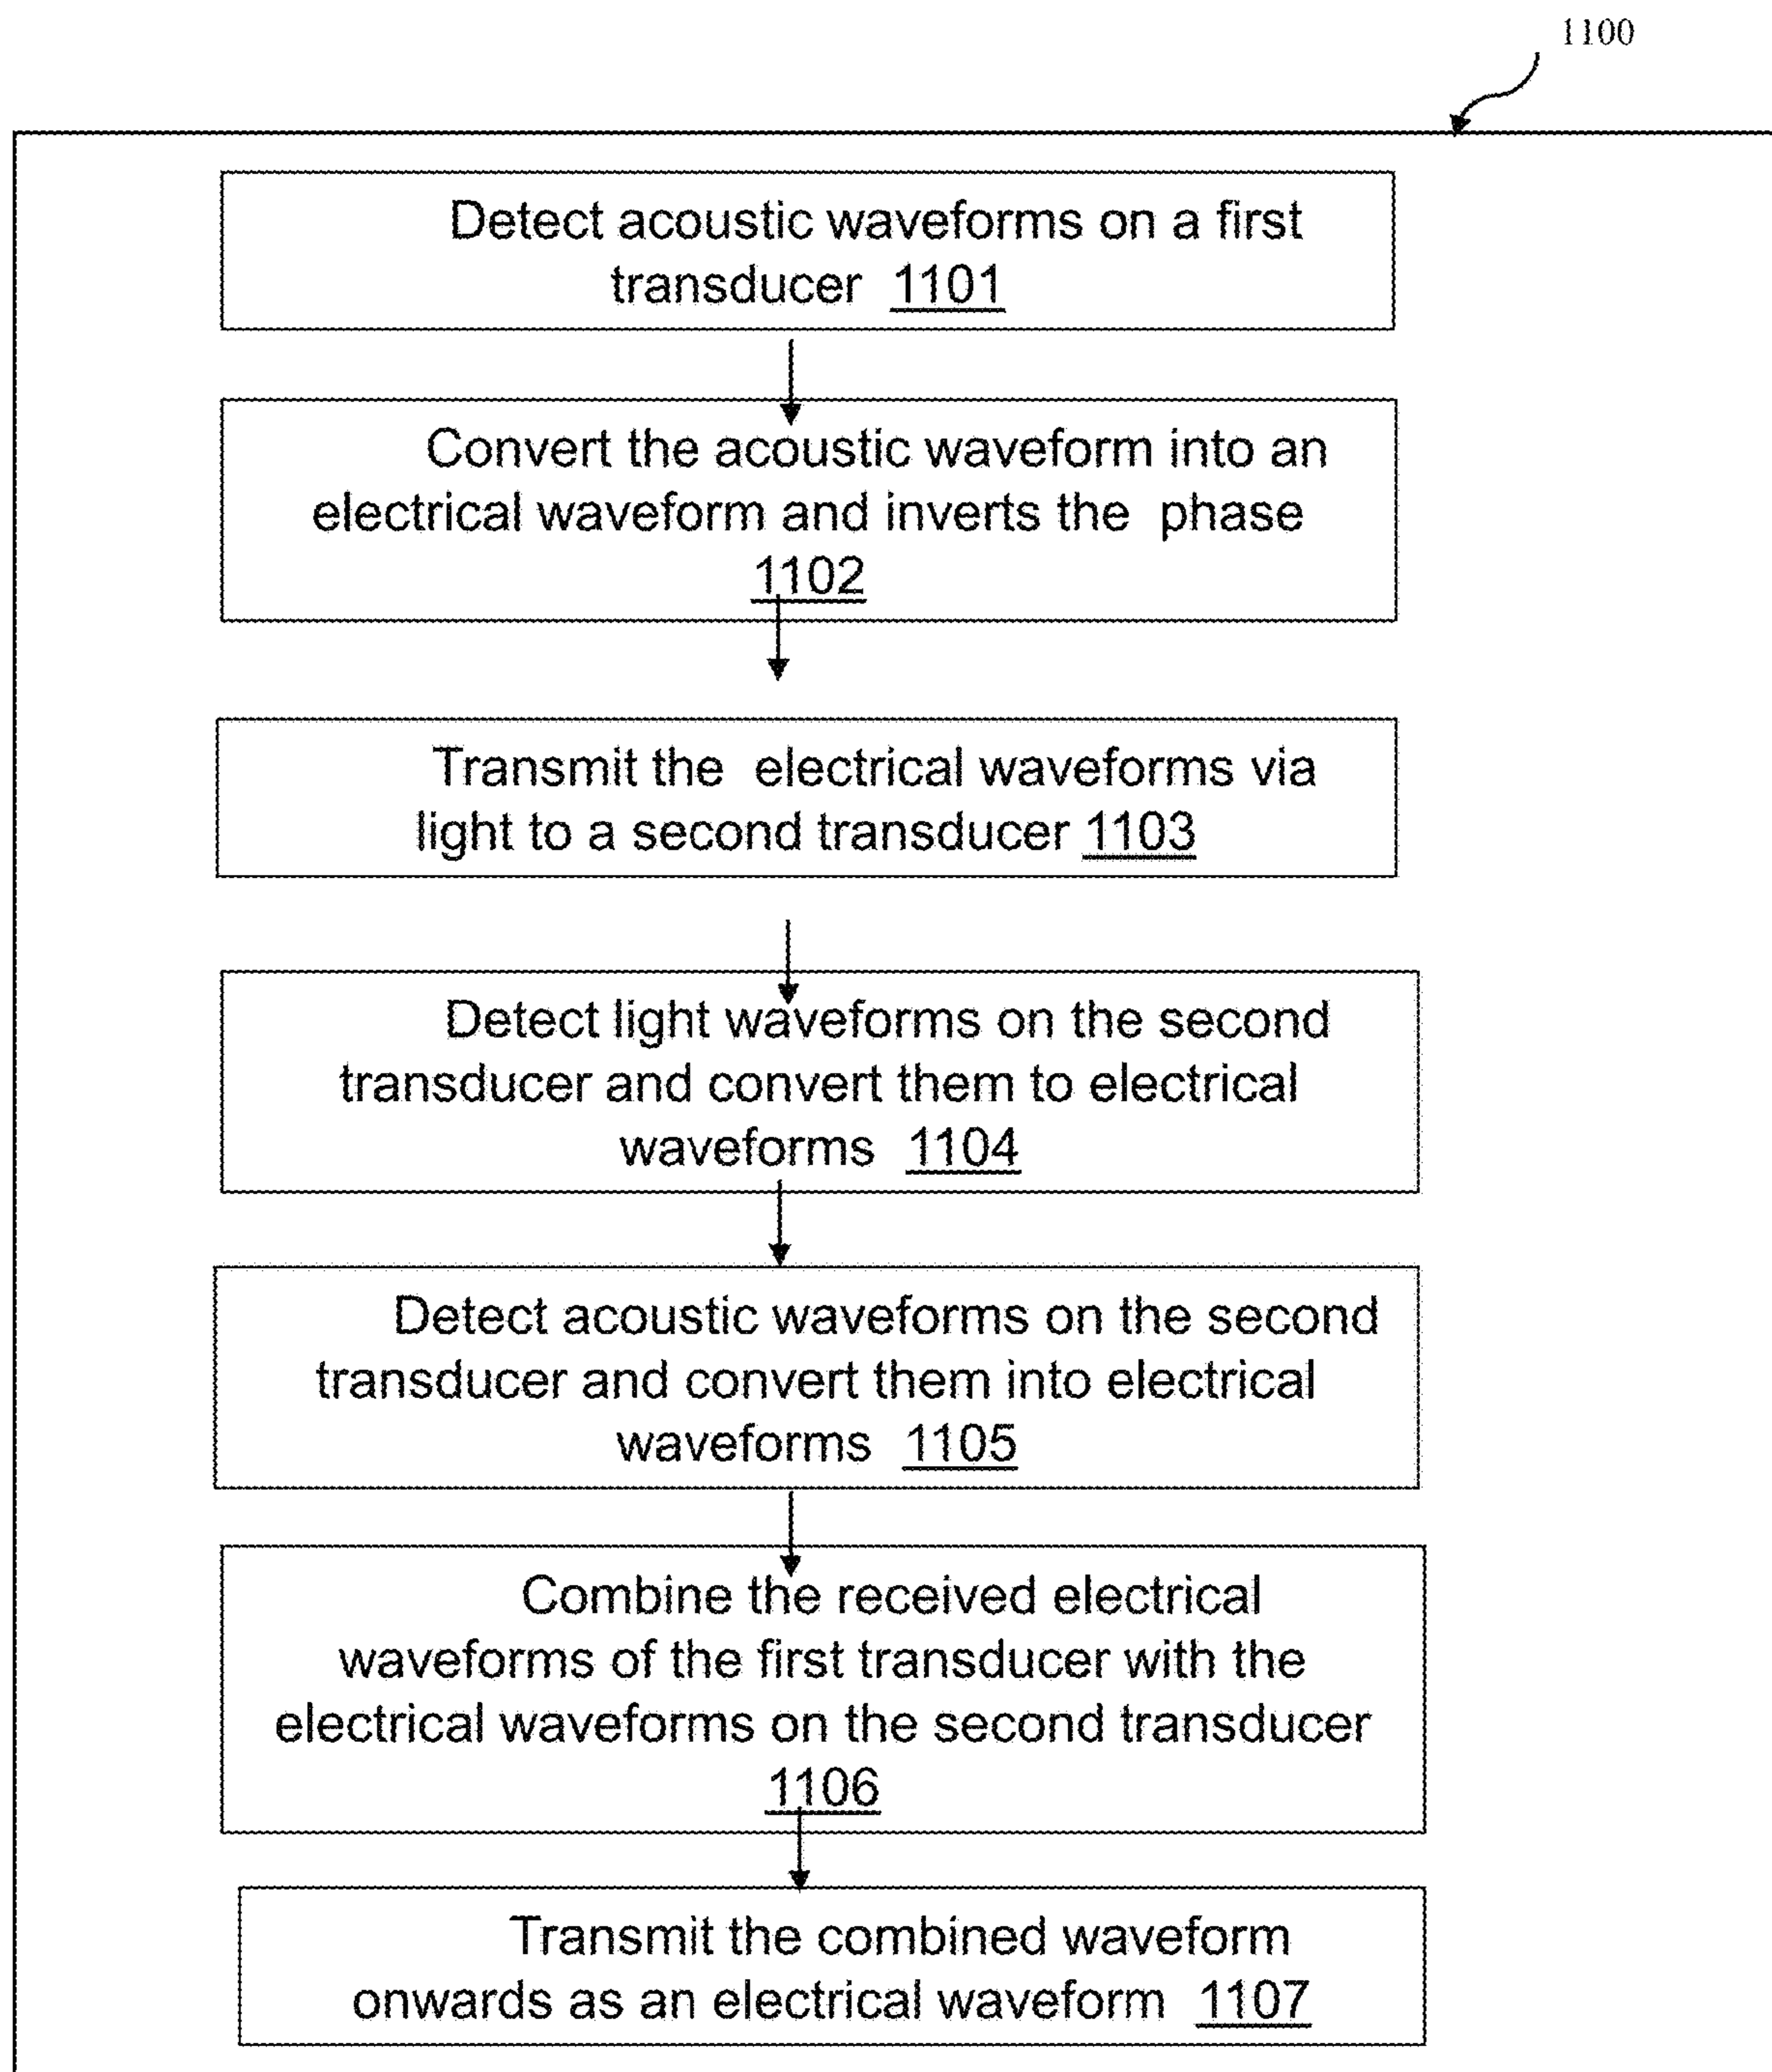 1100
Detect acoustic waveforms on a first
transducer 1101
Convert the acoustic waveform into an
electrical waveform and inverts the phase
1102
Transmit the electrical waveforms via
light to a second transducer 1103
Detect light waveforms on the second
transducer and convert them to electrical
waveforms 1104
Detect acoustic waveforms on the second
transducer and convert them into electrical
waveforms 1105
Combine the received electrical
waveforms of the first transducer with the
electrical waveforms on the second transducer
1106
Transmit the combined waveform
onwards as an electrical waveform 1107